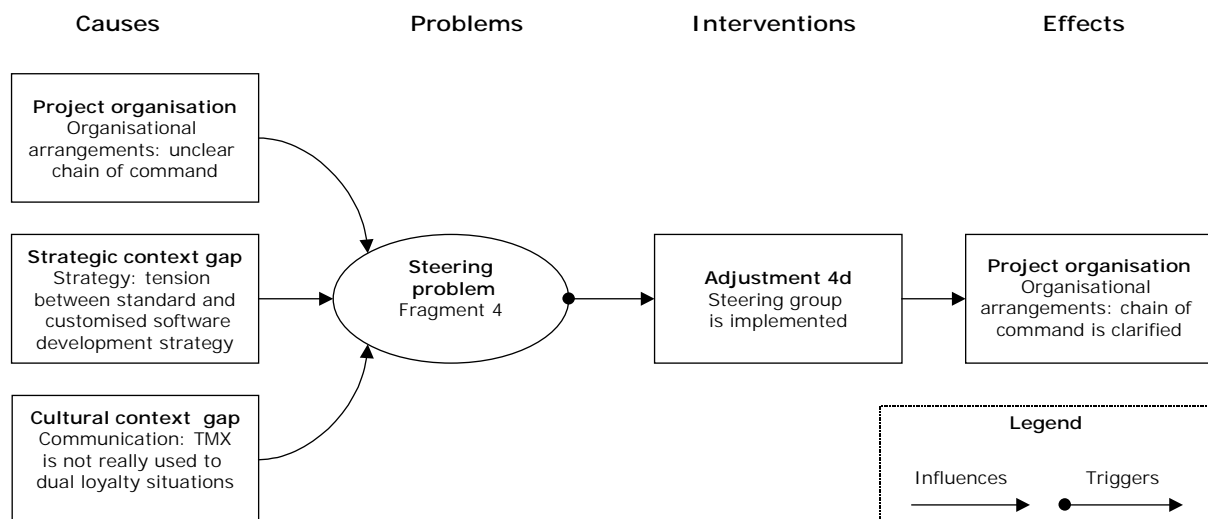 Causes
Problems
Interventions
Effects
Project organisation
Organisational
arrangements: unclear
chain of command
Strategic context gap
Strategy: tension
between standard and
customised software
development strategy
Cultural context gap
Communication: TMX
is not really used to
dual loyalty situations
Steering
problem
Fragment 4
Adjustment 4d
Steering group
is implemented
Project organisation
Organisational
arrangements: chain of
command is clarified
Legend
Influences
Triggers